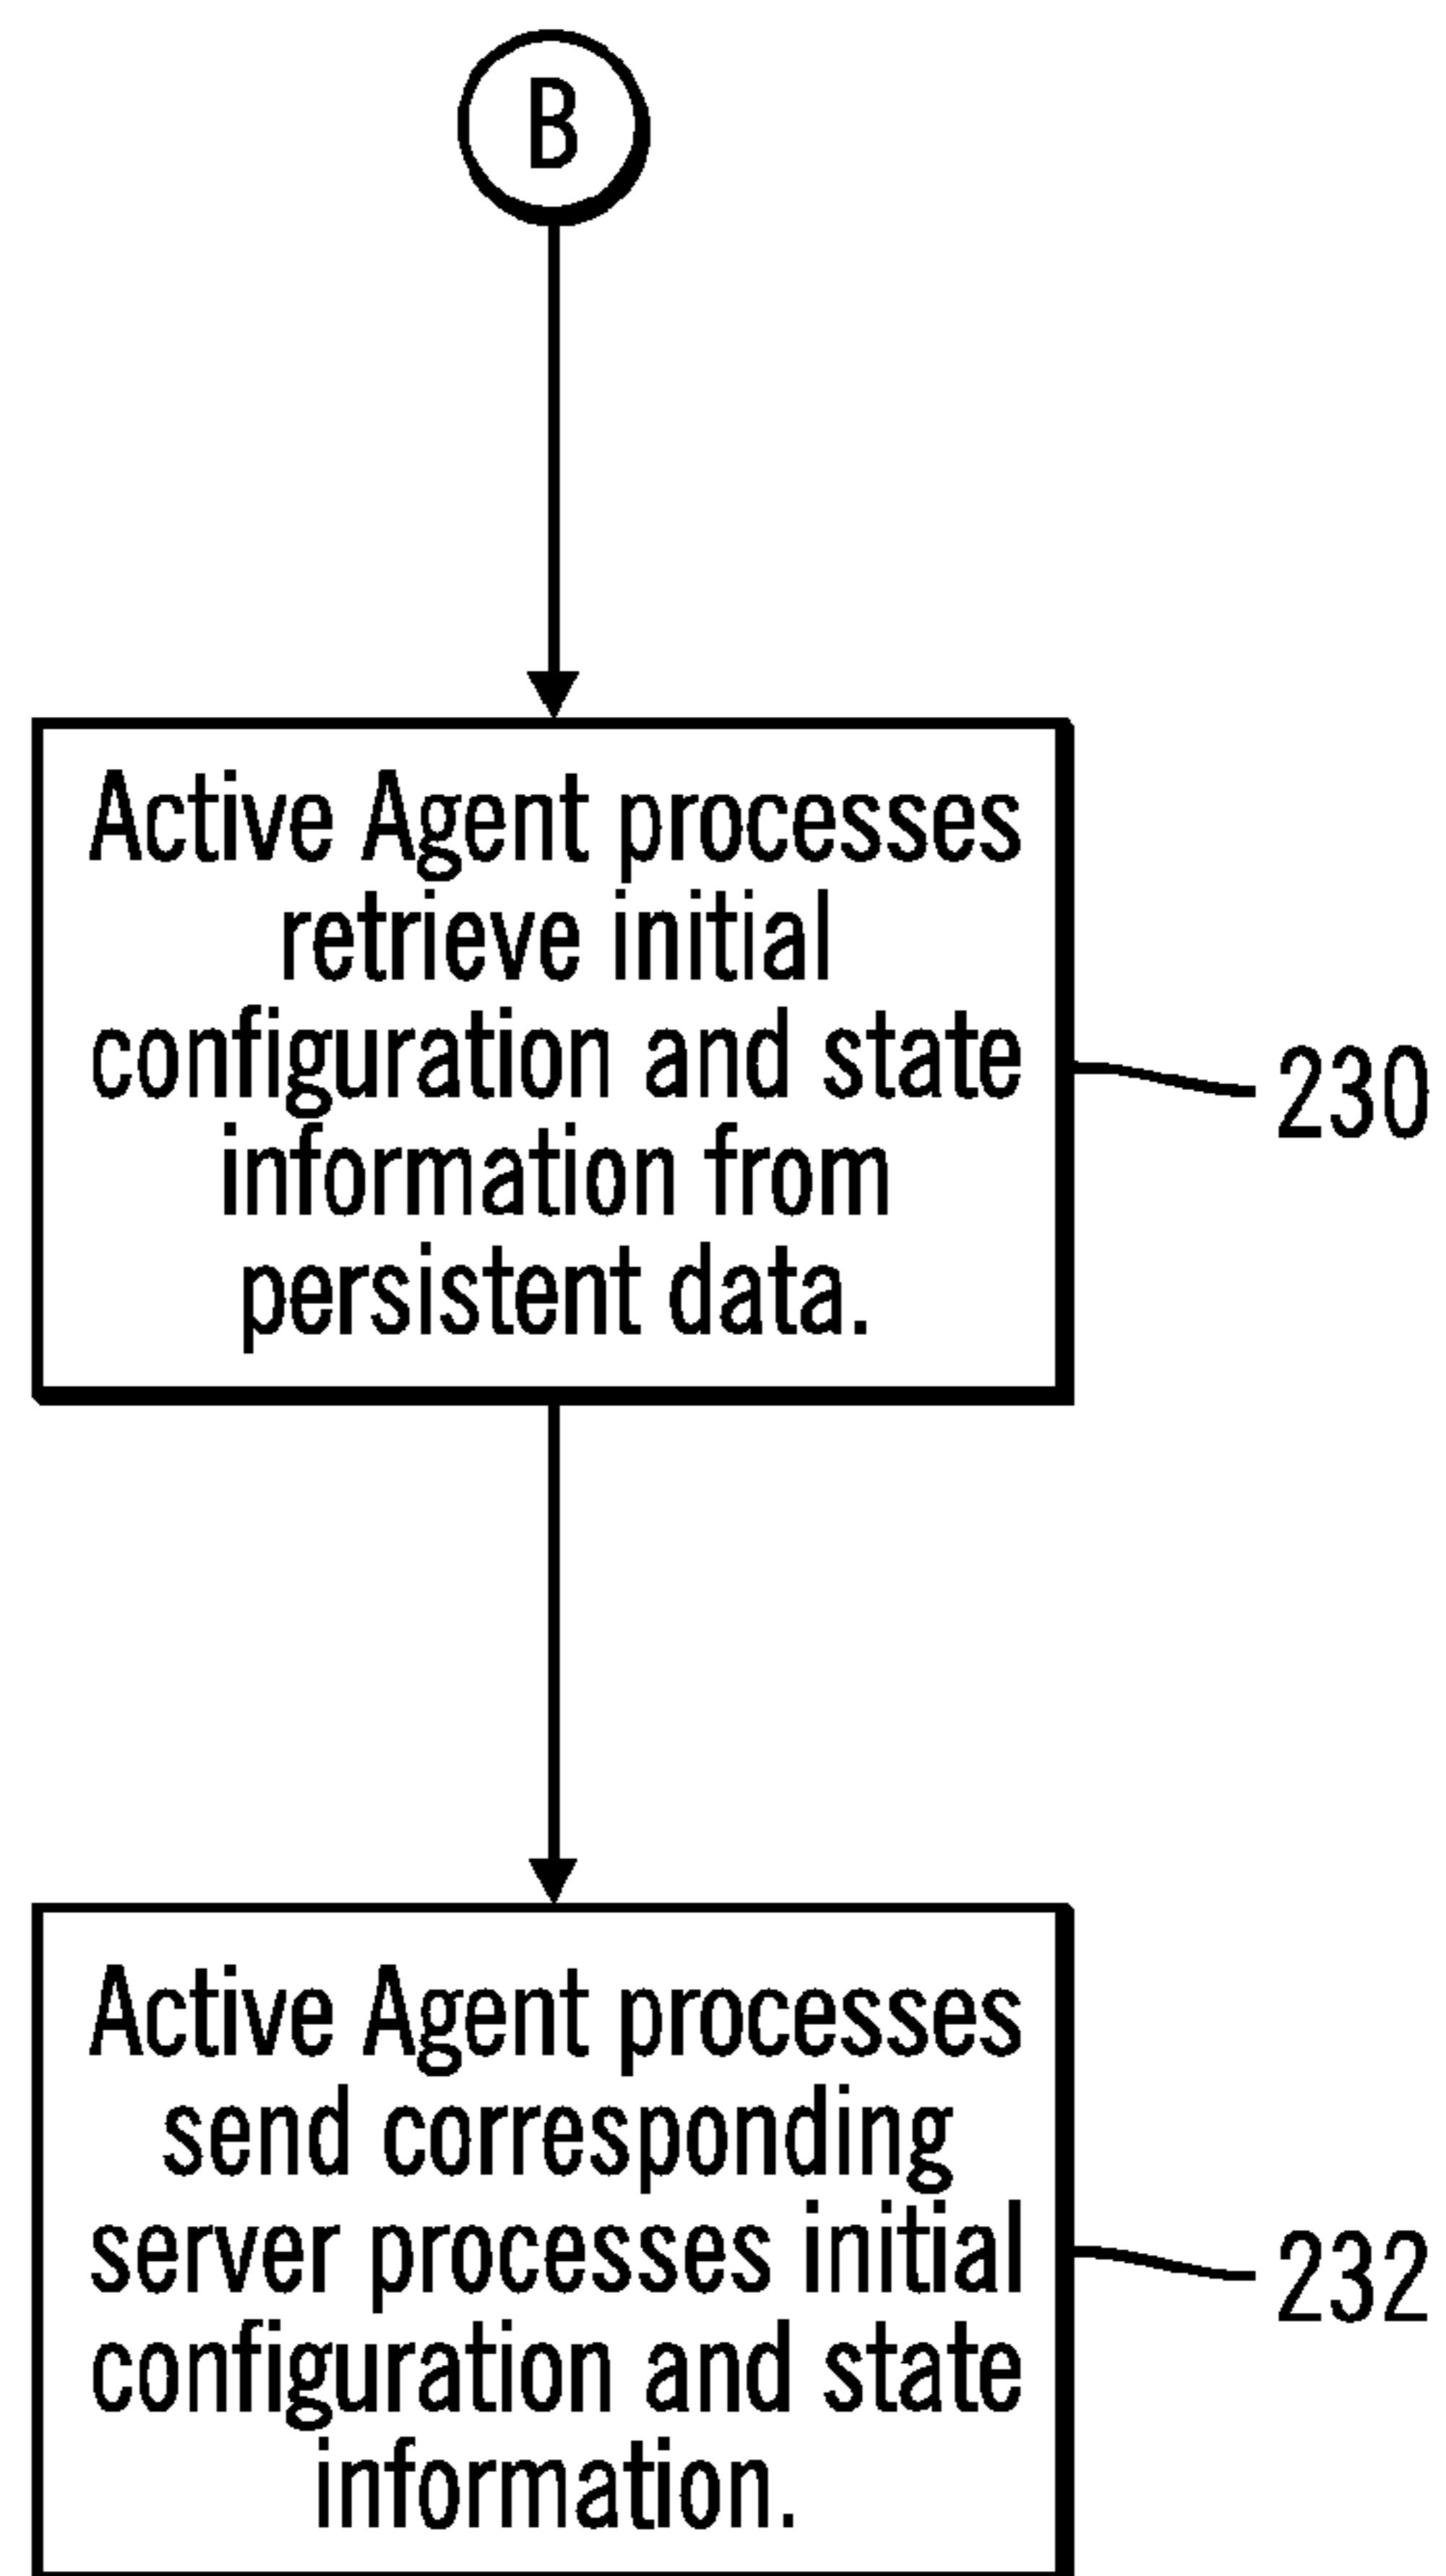 B
Active Agent processes
retrieve initial
configuration and state
information from
persistent data.
230
Active Agent processes
send corresponding
server processes initial
configuration and state
information.
232